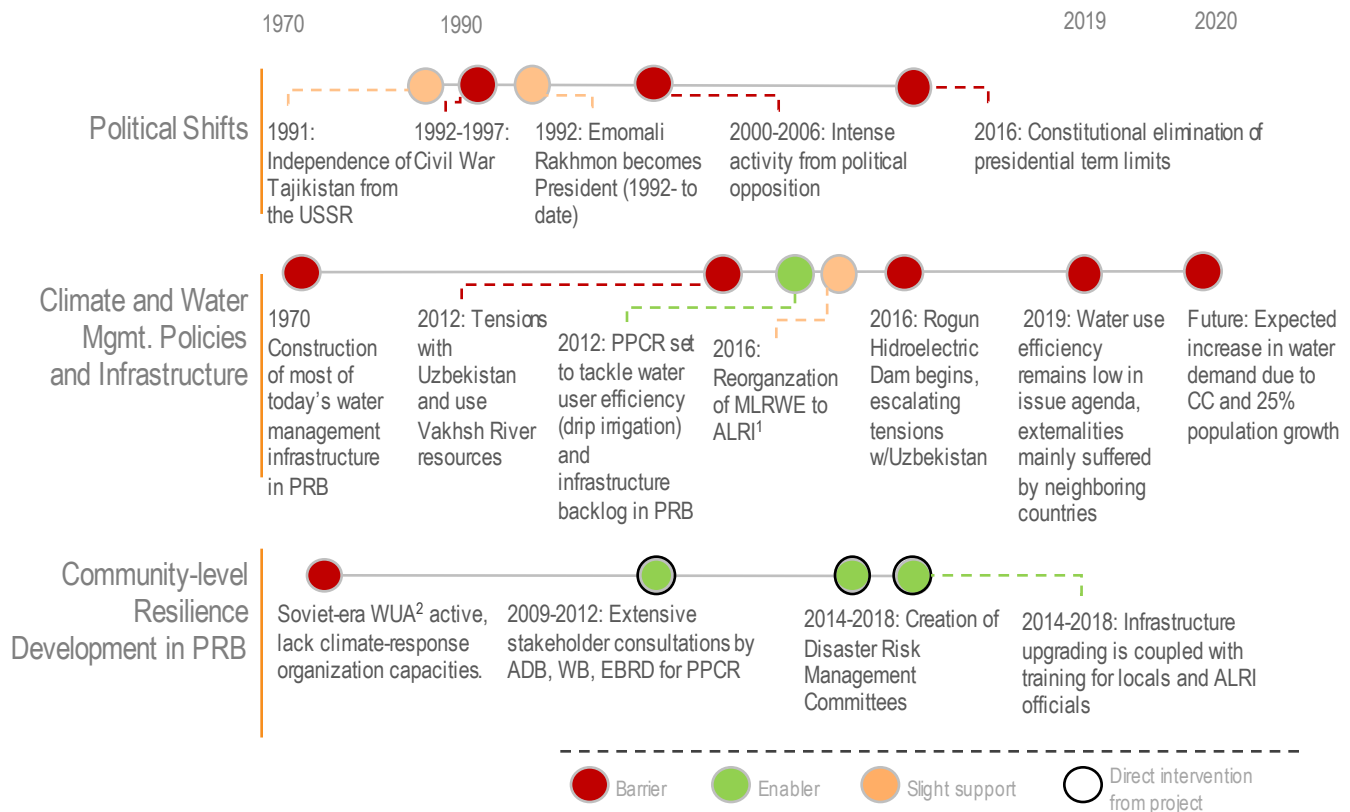 1970
1990
2019
2020
Political Shifts
1991:
Independence of
Tajikistan from
the USSR
1992-1997:
Civil War
1992: Emomali
Rakhmon becomes
President (1992- to
date)
2000-2006: Intense
activity from political
opposition
2016: Constitutional elimination of
presidential term limits
Climate and Water
Mgmt. Policies
and Infrastructure
1970
Construction
of most of
today's water
management
infrastructure
in PRB
2012: Tensions
with
Uzbekistan
and use
Vakhsh River
resources
2012: PPCR set
to tackle water
user efficiency
(drip irrigation)
and
infrastructure
backlog in PRB
2016:
Reorganzation
of MLRWE to
ALRI¹
2016: Rogun
Hidroelectric
Dam begins,
escalating
tensions
w/Uzbekistan
2019: Water use
efficiency
remains low in
issue agenda,
externalities
mainly suffered
by neighboring
countries
Future: Expected
increase in water
demand due to
CC and 25%
population growth
Community-level
Resilience
Development in PRB
Soviet-era WUA² active,
lack climate-response
organization capacities.
2009-2012: Extensive
stakeholder consultations by
ADB, WB, EBRD for PPCR
2014-2018: Creation of
Disaster Risk
Management
Committees
2014-2018: Infrastructure
upgrading is coupled with
training for locals and ALRI
officials
Barrier
Enabler
Slight support
Direct intervention
from project